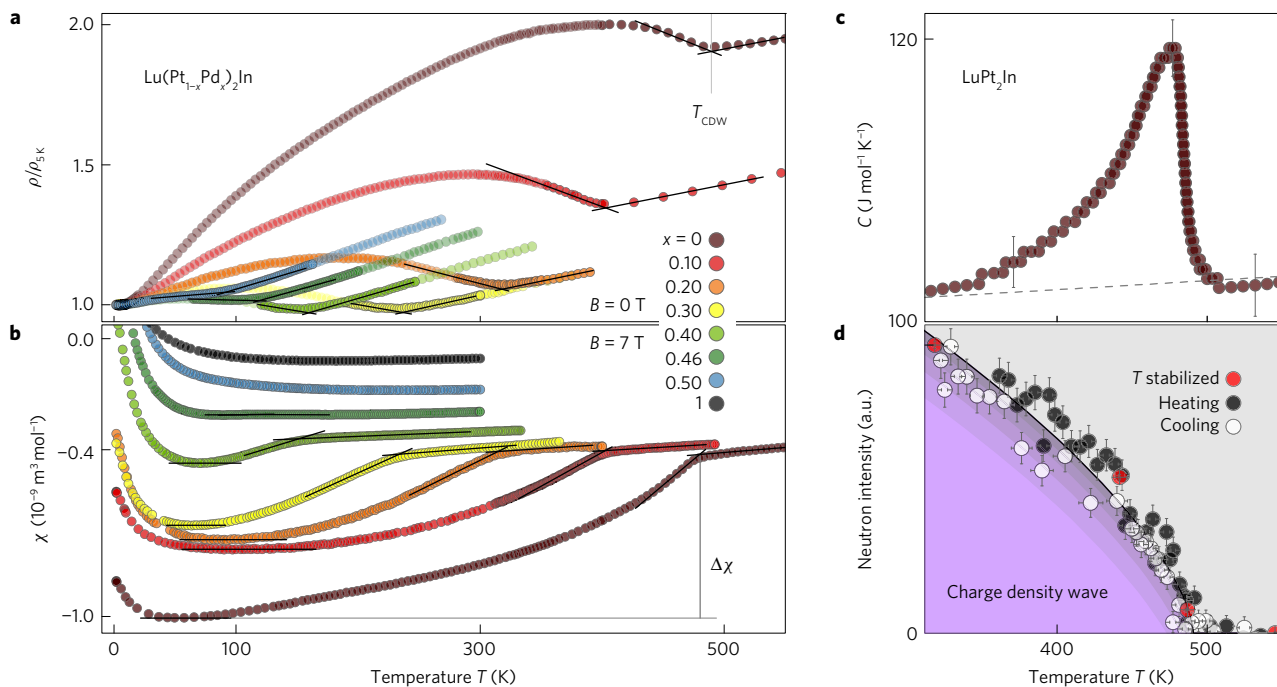 a
Lu(Pt₁₋ₓPdₓ)₂In
ρ/ρ₅ K
2.0
1.5
1.0
T_CDW
x = 0
0.10
0.20
0.30
0.40
0.46
0.50
1
B = 0 T
b
B = 7 T
χ (10⁻⁹ m³ mol⁻¹)
0.0
−0.4
−1.0
Δχ
0
100
300
500
Temperature T (K)
c
LuPt₂In
C (J mol⁻¹ K⁻¹)
120
100
d
T stabilized
Heating
Cooling
Neutron intensity (a.u.)
Charge density wave
0
400
500
Temperature T (K)